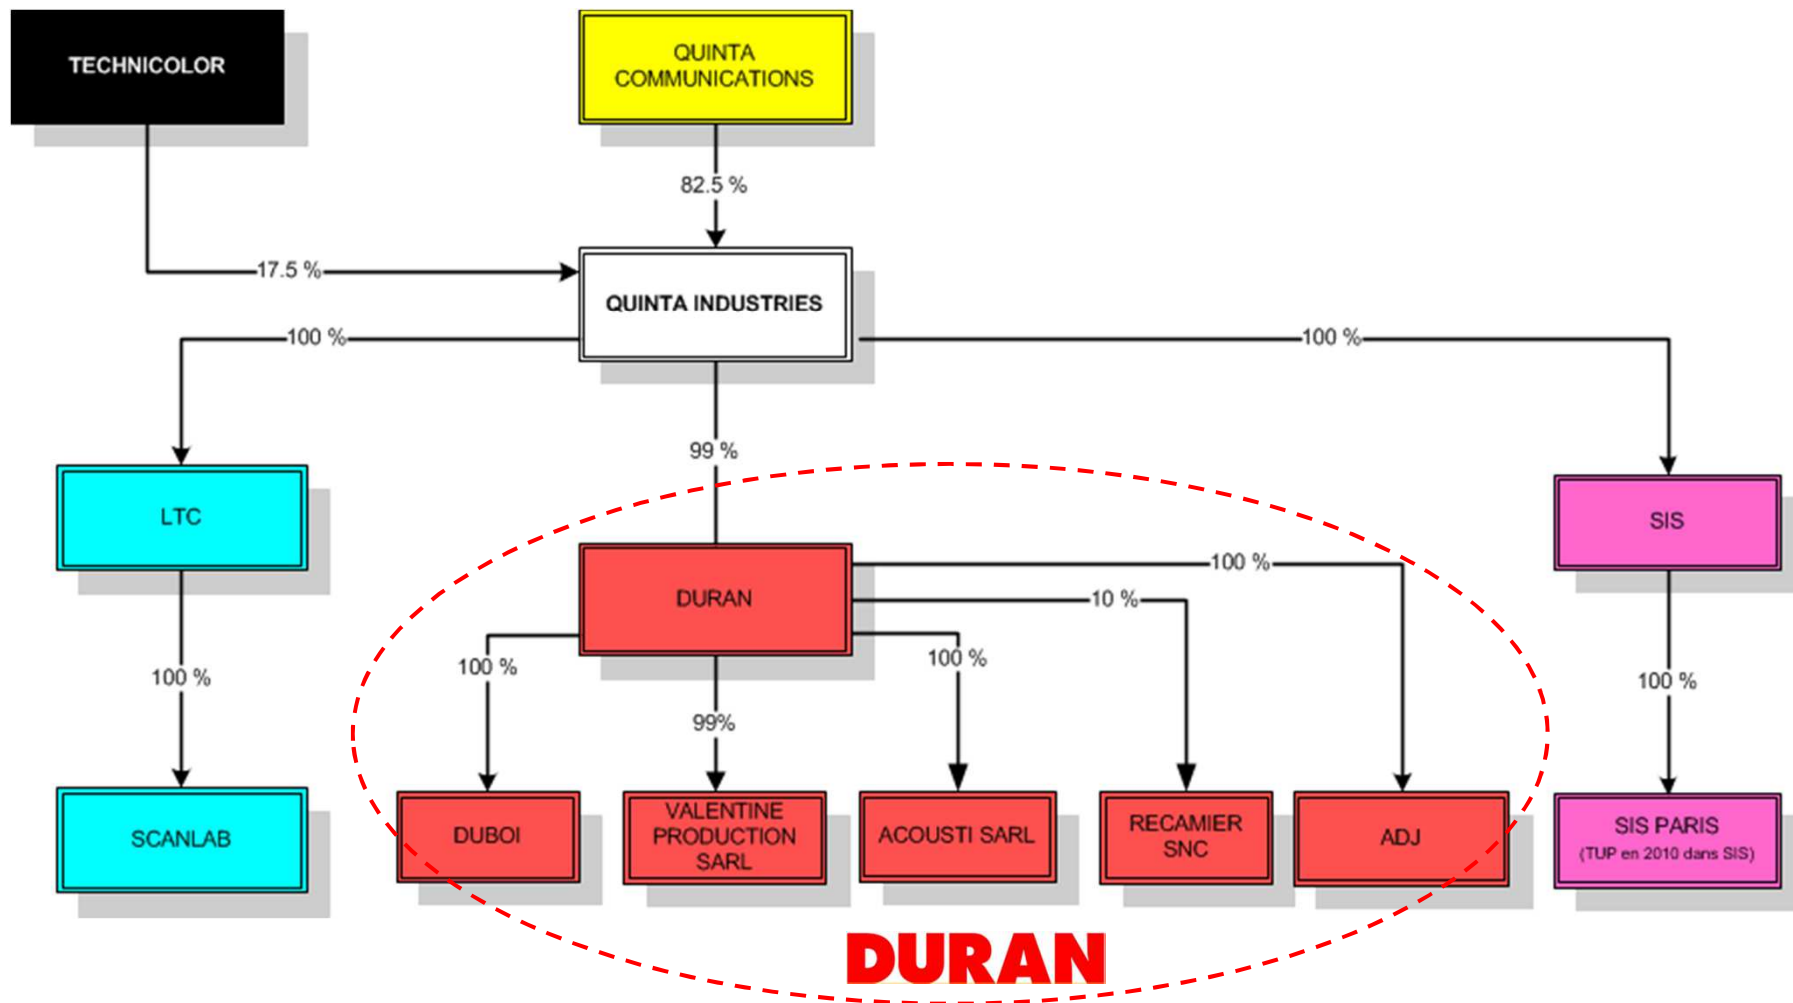 TECHNICOLOR
QUINTA
COMMUNICATIONS
82.5 %
17.5 %
QUINTA INDUSTRIES
100 %
100 %
99 %
LTC
SIS
DURAN
100 %
10 %
100 %
100 %
99%
100 %
100 %
SCANLAB
DUBOI
VALENTINE
PRODUCTION
SARL
ACOUSTI SARL
RECAMIER
SNC
ADJ
SIS PARIS
(TUP en 2010 dans SIS)
DURAN